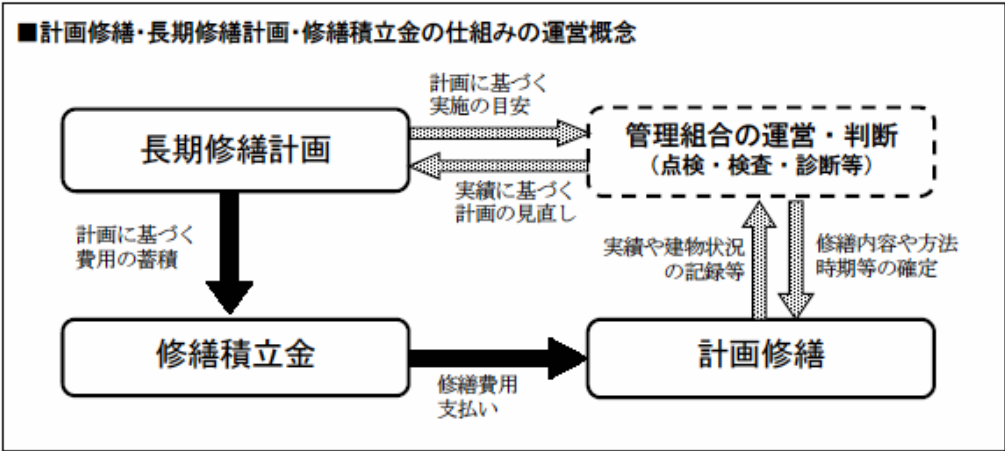 ■計画修繕・長期修繕計画・修繕積立金の仕組みの運営概念
計画に基づく
実施の目安
長期修繕計画
管理組合の運営・判断
（点検・検査・診断等）
実績に基づく
計画の見直し
計画に基づく
費用の蓄積
実績や建物状況
の記録等
修繕内容や方法
時期等の確定
修繕積立金
計画修繕
修繕費用
支払い